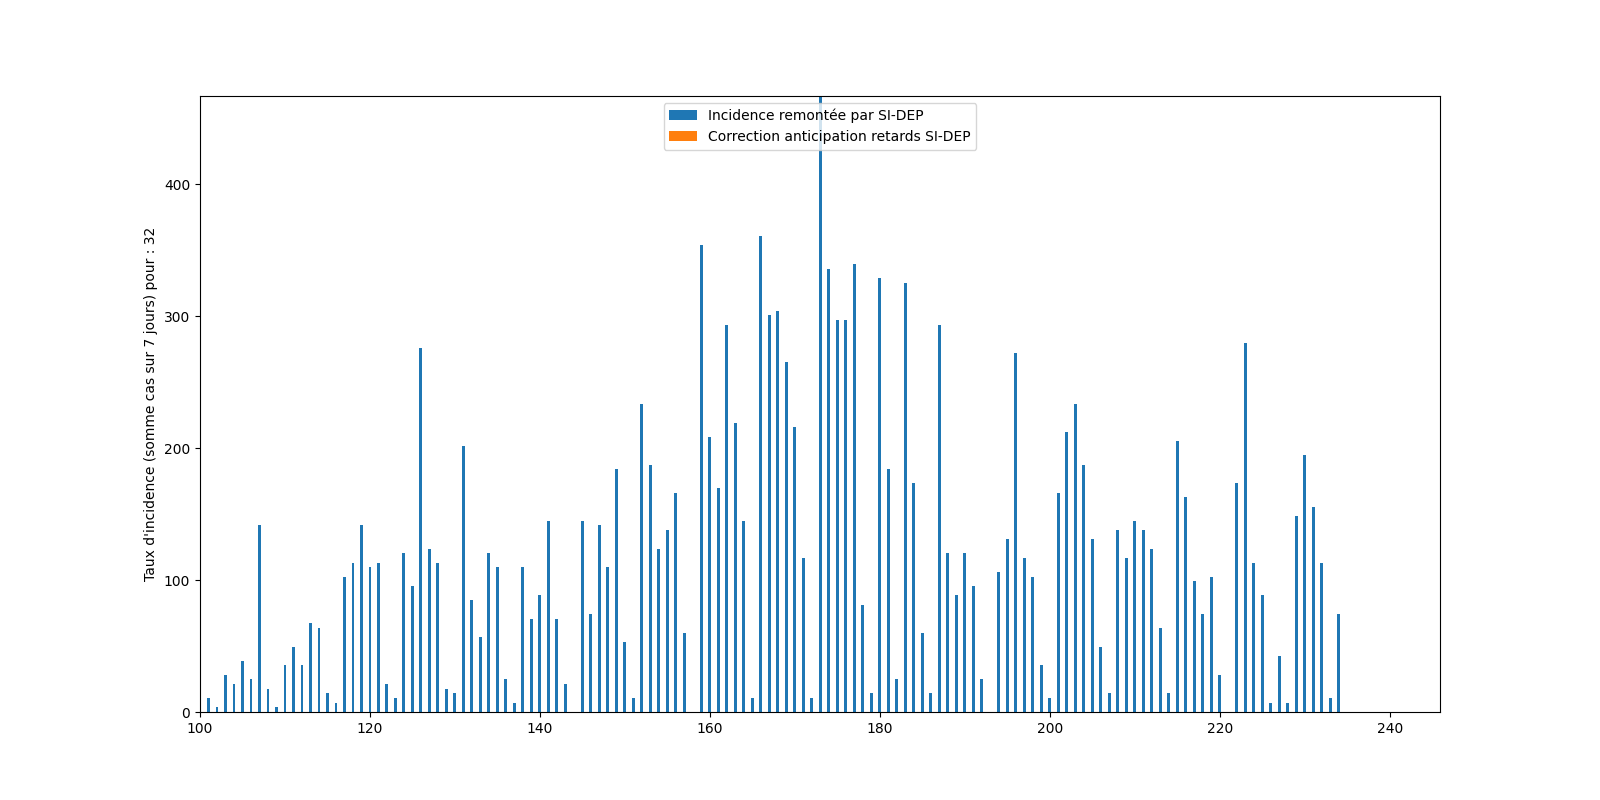 Incidence remontée par SI-DEP
Correction anticipation retards SI-DEP
Taux d'incidence (somme cas sur 7 jours) pour : 32
400
300
200
100
0
100 120 140 160 180 200 220 240